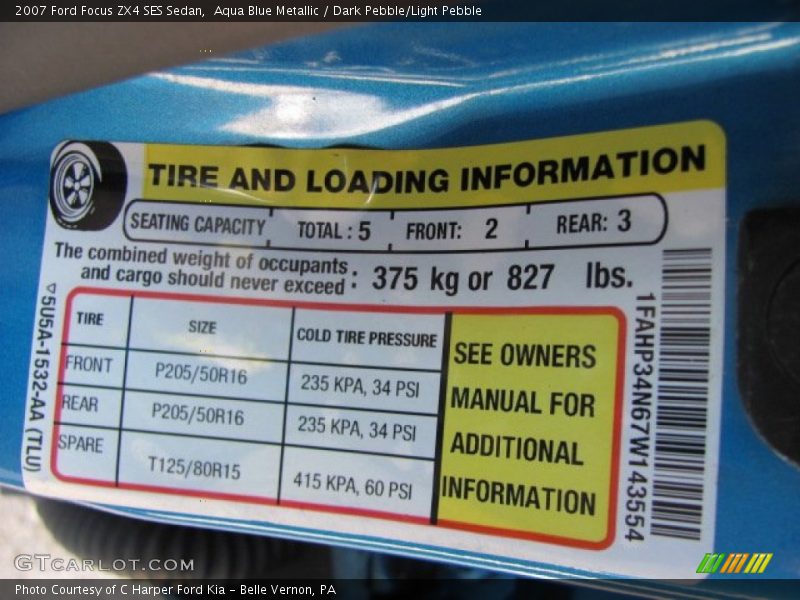 2007 Ford Focus ZX4 SES Sedan,  Aqua Blue Metallic / Dark Pebble/Light Pebble
TIRE AND LOADING INFORMATION
SEATING CAPACITY TOTAL : 5 FRONT: 2 REAR: 3
The combined weight of occupants
and cargo should never exceed : 375 kg or 827 lbs.
TIRE SIZE COLD TIRE PRESSURE
FRONT P205/50R16 235 KPA, 34 PSI
REAR P205/50R16 235 KPA, 34 PSI
SPARE T125/80R15 415 KPA, 60 PSI
SEE OWNERS
MANUAL FOR
ADDITIONAL
INFORMATION
5U5A-1532-AA (TLU)
1FAHP34N67W143554
GTCARLOT.COM
Photo Courtesy of C Harper Ford Kia - Belle Vernon, PA